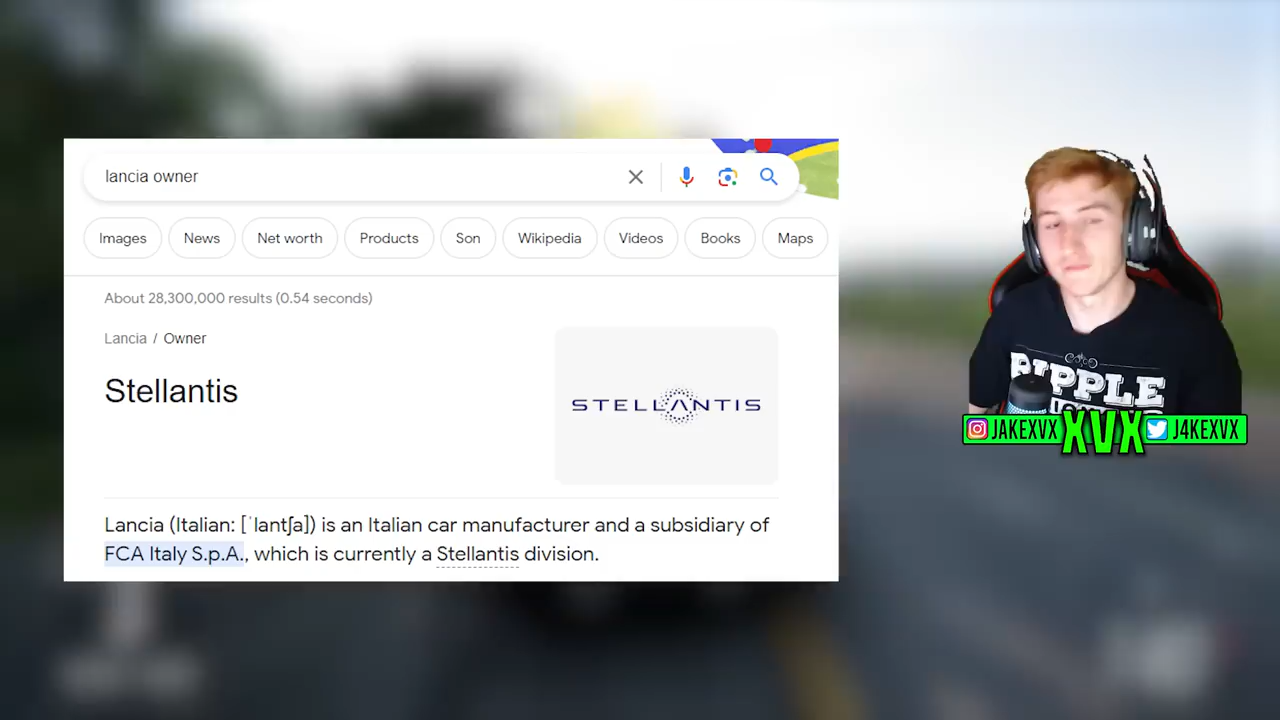 lancia owner
Images News Net worth Products Son Wikipedia Videos Books Maps
About 28,300,000 results (0.54 seconds)
Lancia / Owner
Stellantis
STELLANTIS
Lancia (Italian: [ˈlantʃa]) is an Italian car manufacturer and a subsidiary of
FCA Italy S.p.A., which is currently a Stellantis division.
RIPPLE
JAKEXVX XVX J4KEXVX